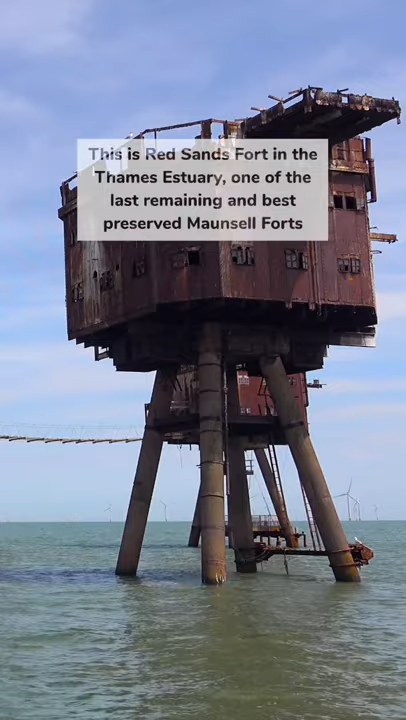 This is Red Sands Fort in the
Thames Estuary, one of the
last remaining and best
preserved Maunsell Forts